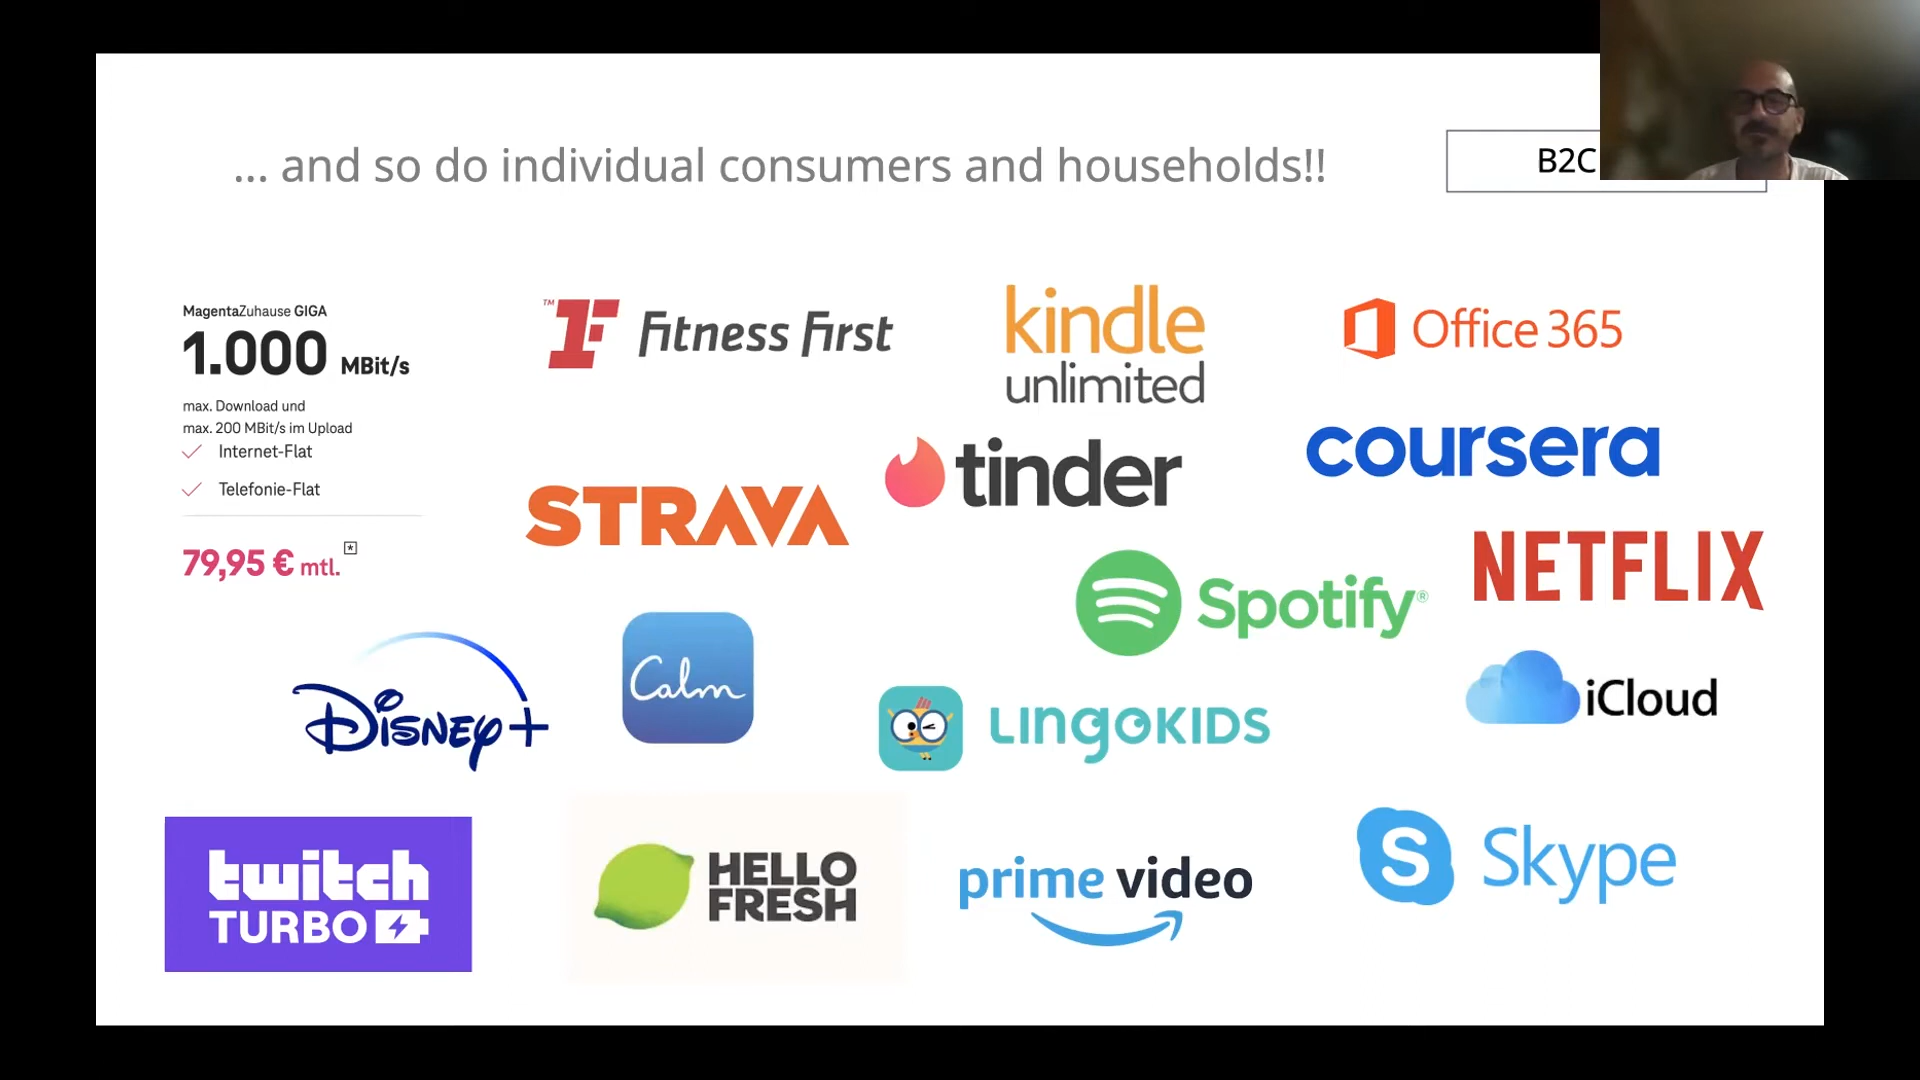 ... and so do individual consumers and households!!
B2C
MagentaZuhause GIGA
1.000 MBit/s
max. Download und
max. 200 MBit/s im Upload
Internet-Flat
Telefonie-Flat
79,95 € mtl. *
™ Fitness First
kindle
unlimited
Office 365
coursera
tinder
STRAVA
NETFLIX
Spotify®
Calm
Disney+
LINGOKIDS
iCloud
twitch
TURBO
HELLO
FRESH
prime video
S Skype